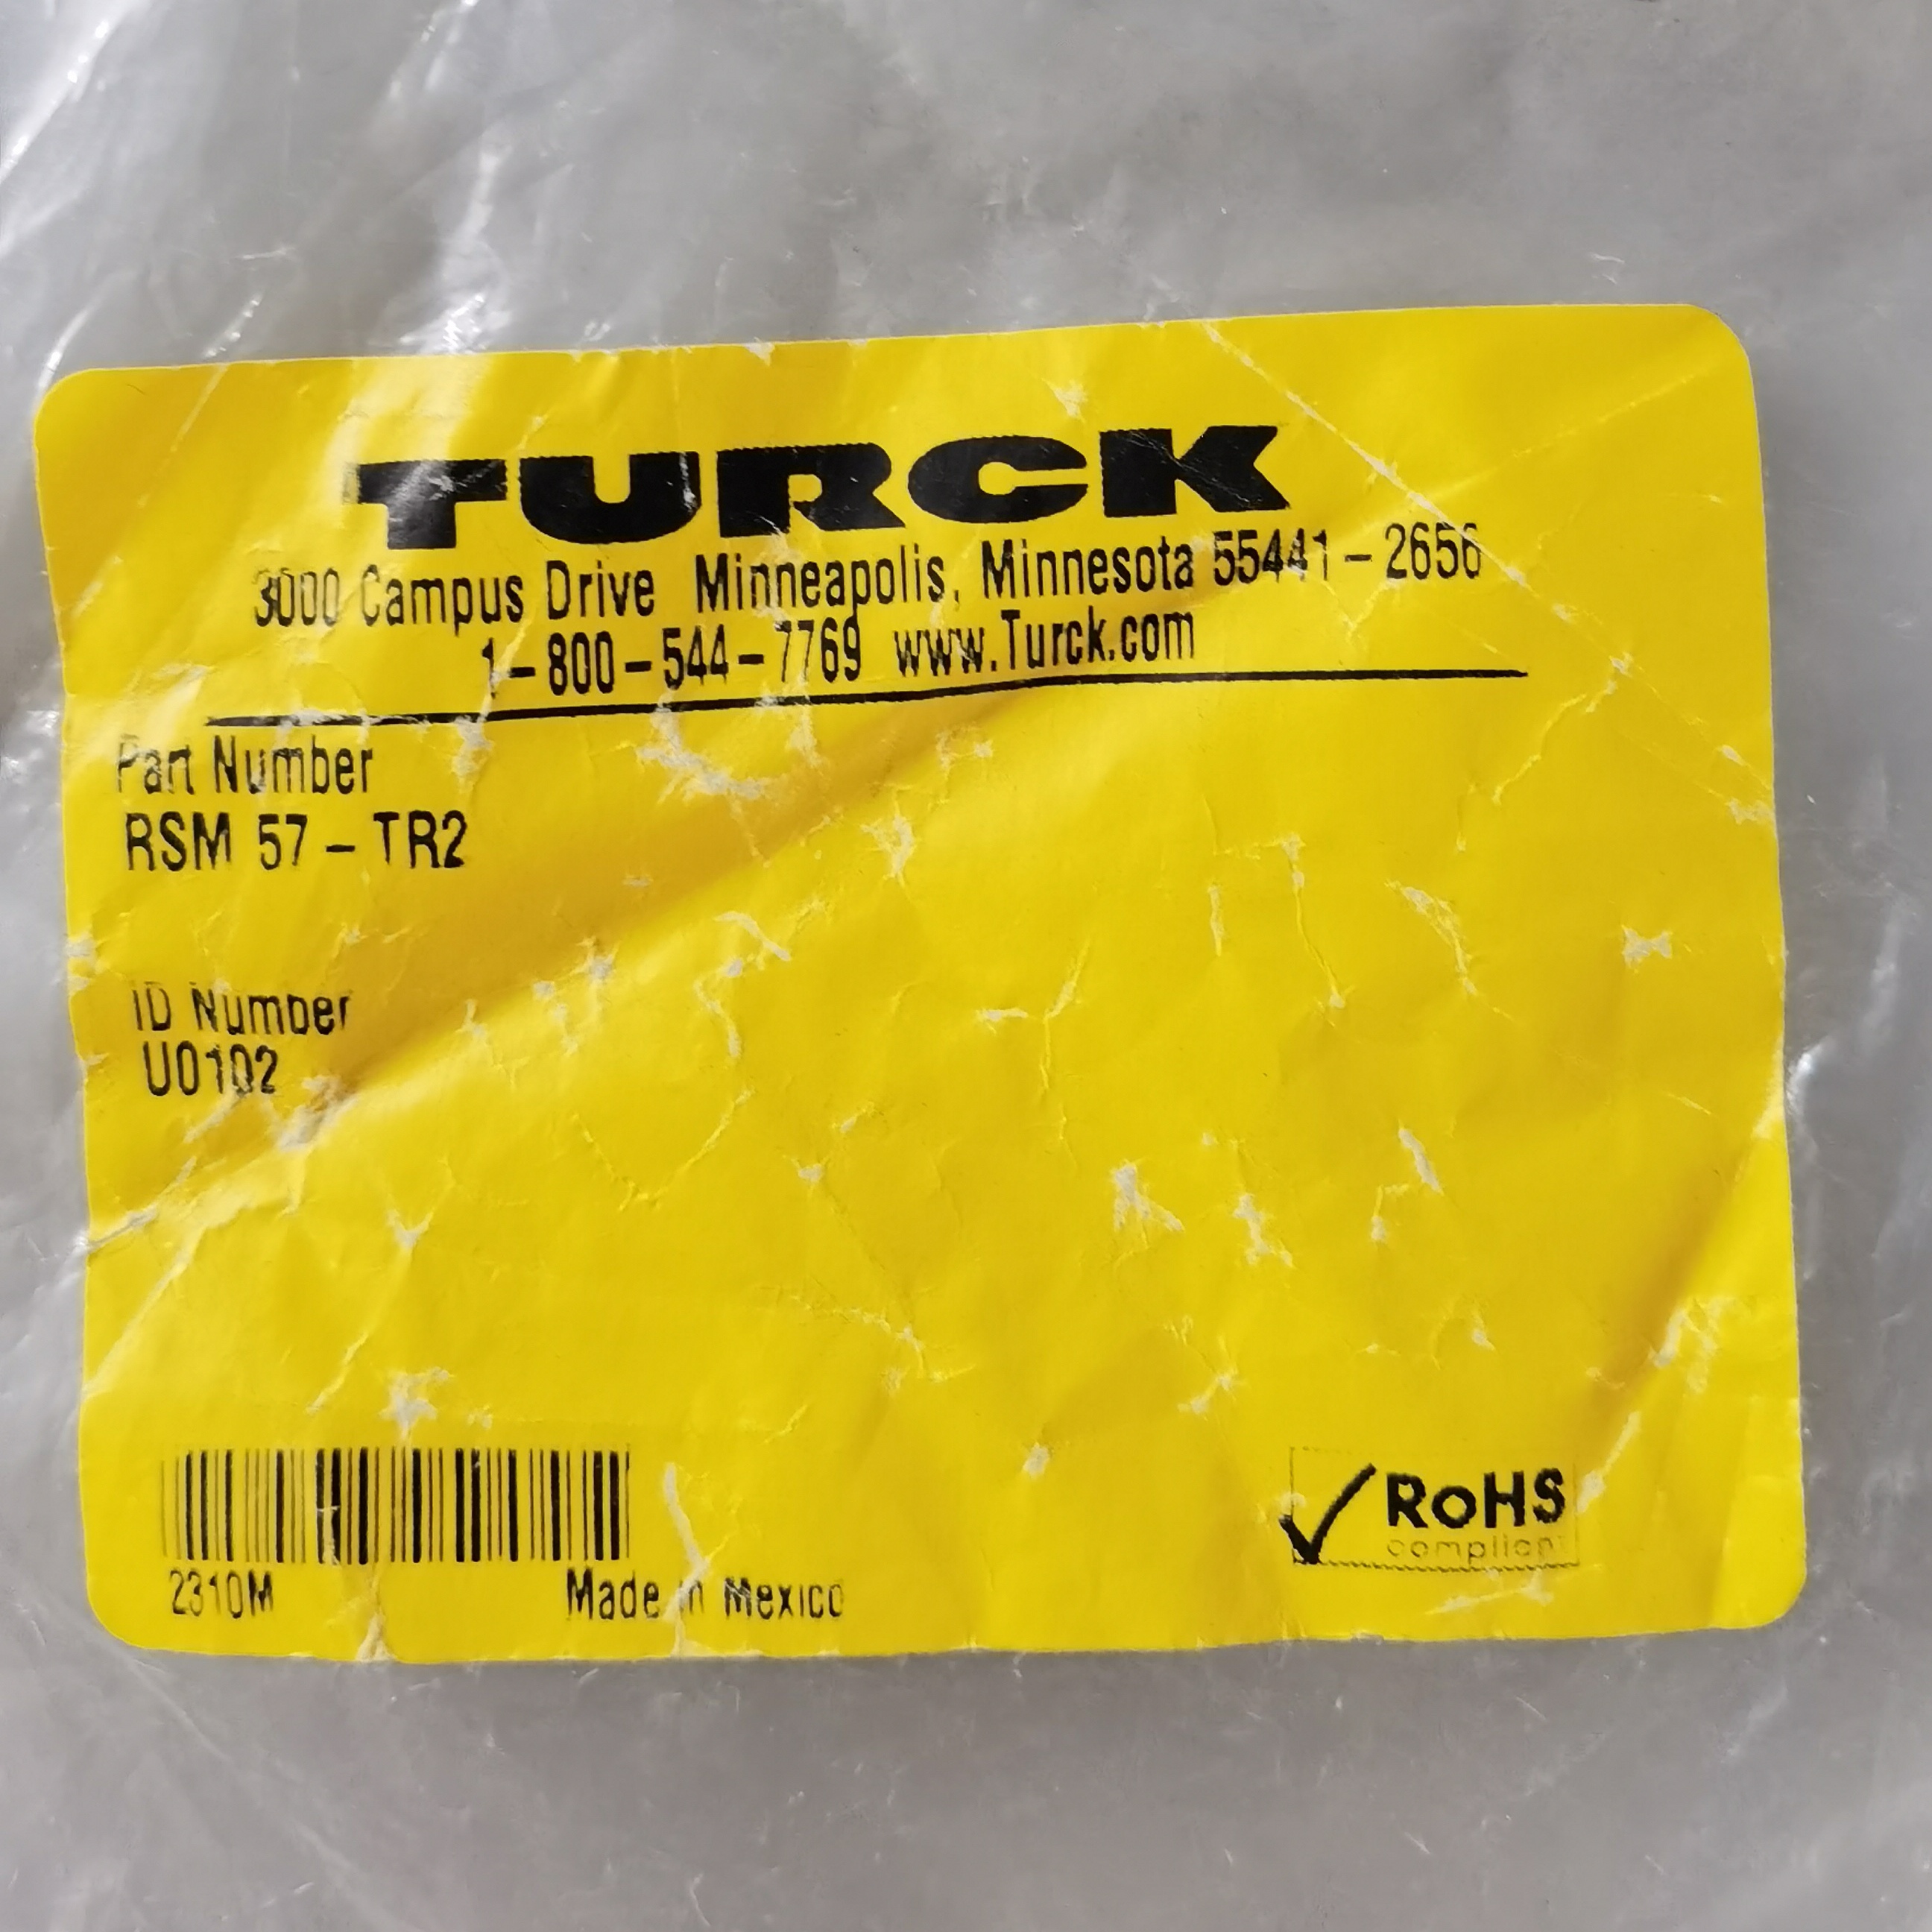 TURCK
3000 Campus Drive Minneapolis, Minnesota 55441-2656
1-800-544-7769 www.Turck.com
Part Number
RSM 57-TR2
ID Number
U0102
2310M
Made in Mexico
RoHS
compliant